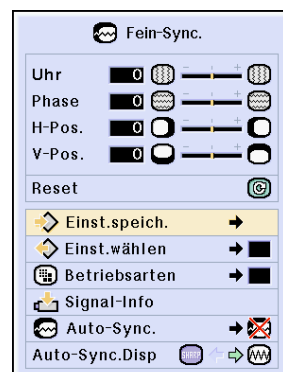 Fein-Sync.
Uhr 0
Phase 0
H-Pos. 0
V-Pos. 0
Reset
Einst.speich.
Einst.wählen
Betriebsarten
Signal-Info
Auto-Sync.
Auto-Sync.Disp SHARP